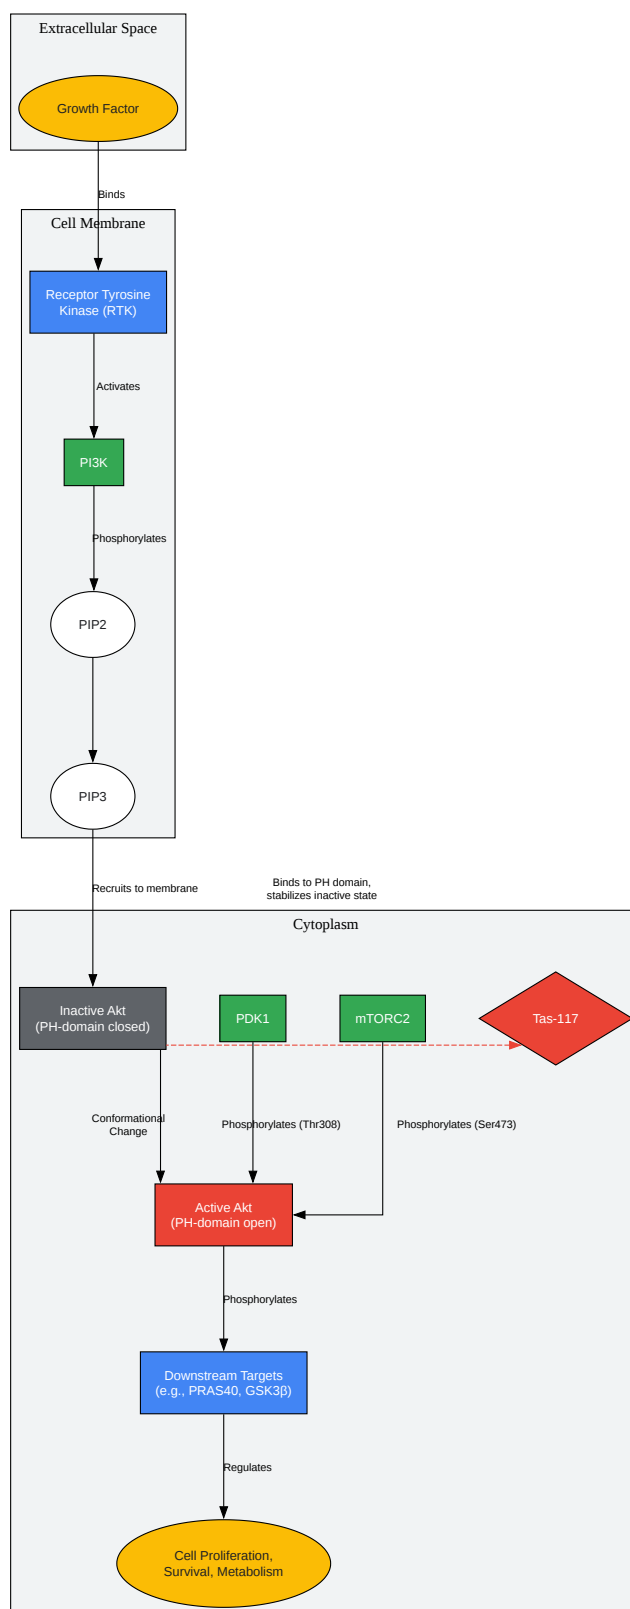 Extracellular Space
Growth Factor
Binds
Cell Membrane
Receptor Tyrosine
Kinase (RTK)
Activates
PI3K
Phosphorylates
PIP2
PIP3
Recruits to membrane
Binds to PH domain,
stabilizes inactive state
Cytoplasm
Inactive Akt
(PH-domain closed)
PDK1
mTORC2
Tas-117
Conformational
Change
Phosphorylates (Thr308)
Phosphorylates (Ser473)
Active Akt
(PH-domain open)
Phosphorylates
Downstream Targets
(e.g., PRAS40, GSK3β)
Regulates
Cell Proliferation,
Survival, Metabolism